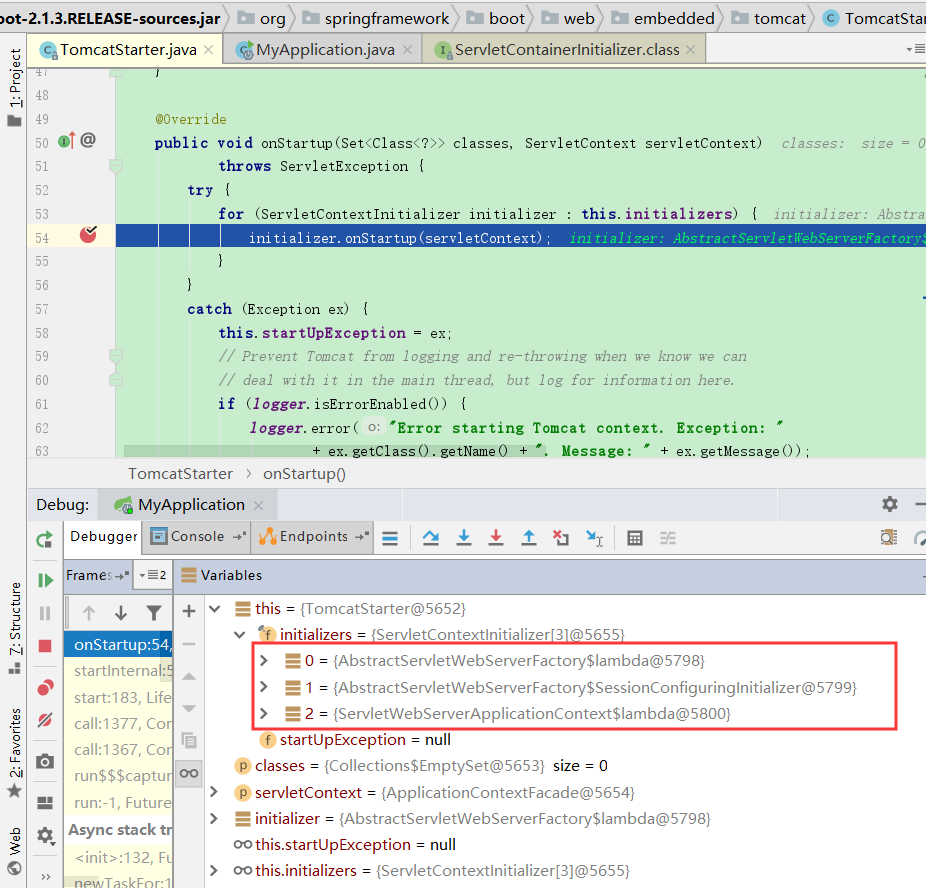 oot-2.1.3.RELEASE-sources.jar org springframework boot web embedded tomcat TomcatStar
1: Project
TomcatStarter.java MyApplication.java ServletContainerInitializer.class
47 }
48
49 @Override
50 public void onStartup(Set<Class<?>> classes, ServletContext servletContext) classes: size = 0
51 throws ServletException {
52 try {
53 for (ServletContextInitializer initializer : this.initializers) { initializer: Abstra
54 initializer.onStartup(servletContext); initializer: AbstractServletWebServerFactory$
55 }
56 }
57 catch (Exception ex) {
58 this.startUpException = ex;
59 // Prevent Tomcat from logging and re-throwing when we know we can
60 // deal with it in the main thread, but log for information here.
61 if (logger.isErrorEnabled()) {
62 logger.error( o: "Error starting Tomcat context. Exception: "
63 + ex.getClass().getName() + ". Message: " + ex.getMessage());
TomcatStarter › onStartup()
Debug: MyApplication
Debugger Console Endpoints
Frames 2 Variables
7: Structure
2: Favorites
Web
onStartup:54,
startInternal:5
start:183, Life
call:1377, Con
call:1367, Con
run$$$captur
run:-1, Future
Async stack tr
<init>:132, Fu
newTaskFor:1
this = {TomcatStarter@5652}
initializers = {ServletContextInitializer[3]@5655}
0 = {AbstractServletWebServerFactory$lambda@5798}
1 = {AbstractServletWebServerFactory$SessionConfiguringInitializer@5799}
2 = {ServletWebServerApplicationContext$lambda@5800}
startUpException = null
classes = {Collections$EmptySet@5653} size = 0
servletContext = {ApplicationContextFacade@5654}
initializer = {AbstractServletWebServerFactory$lambda@5798}
this.startUpException = null
this.initializers = {ServletContextInitializer[3]@5655}